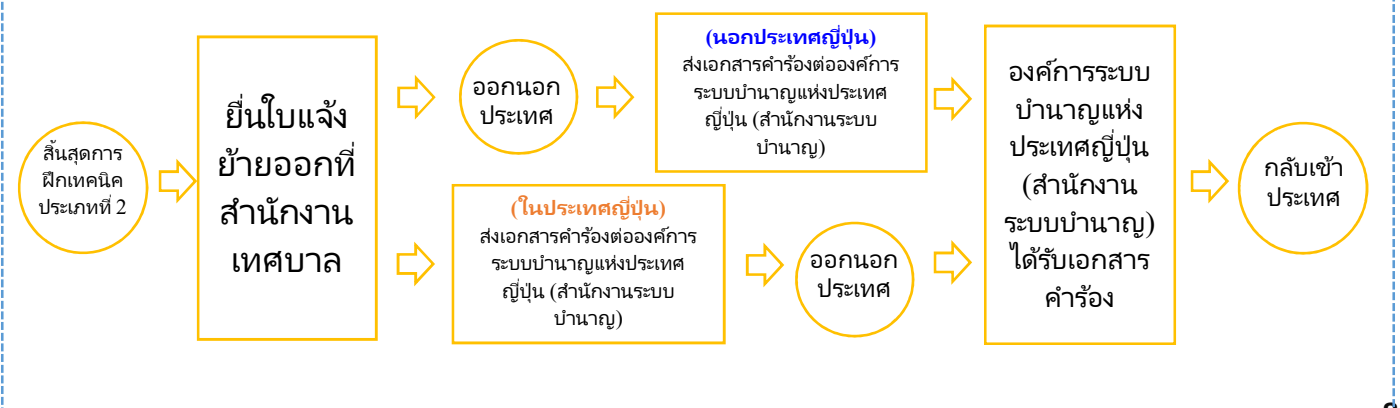 สิ้นสุดการ
ฝึกเทคนิค
ประเภทที่ 2
ยื่นใบแจ้ง
ย้ายออกที่
สำนักงาน
เทศบาล
ออกนอก
ประเทศ
(นอกประเทศญี่ปุ่น)
ส่งเอกสารคำร้องต่อองค์การ
ระบบบำนาญแห่งประเทศ
ญี่ปุ่น (สำนักงานระบบ
บำนาญ)
(ในประเทศญี่ปุ่น)
ส่งเอกสารคำร้องต่อองค์การ
ระบบบำนาญแห่งประเทศ
ญี่ปุ่น (สำนักงานระบบ
บำนาญ)
ออกนอก
ประเทศ
องค์การระบบ
บำนาญแห่ง
ประเทศญี่ปุ่น
(สำนักงาน
ระบบบำนาญ)
ได้รับเอกสาร
คำร้อง
กลับเข้า
ประเทศ